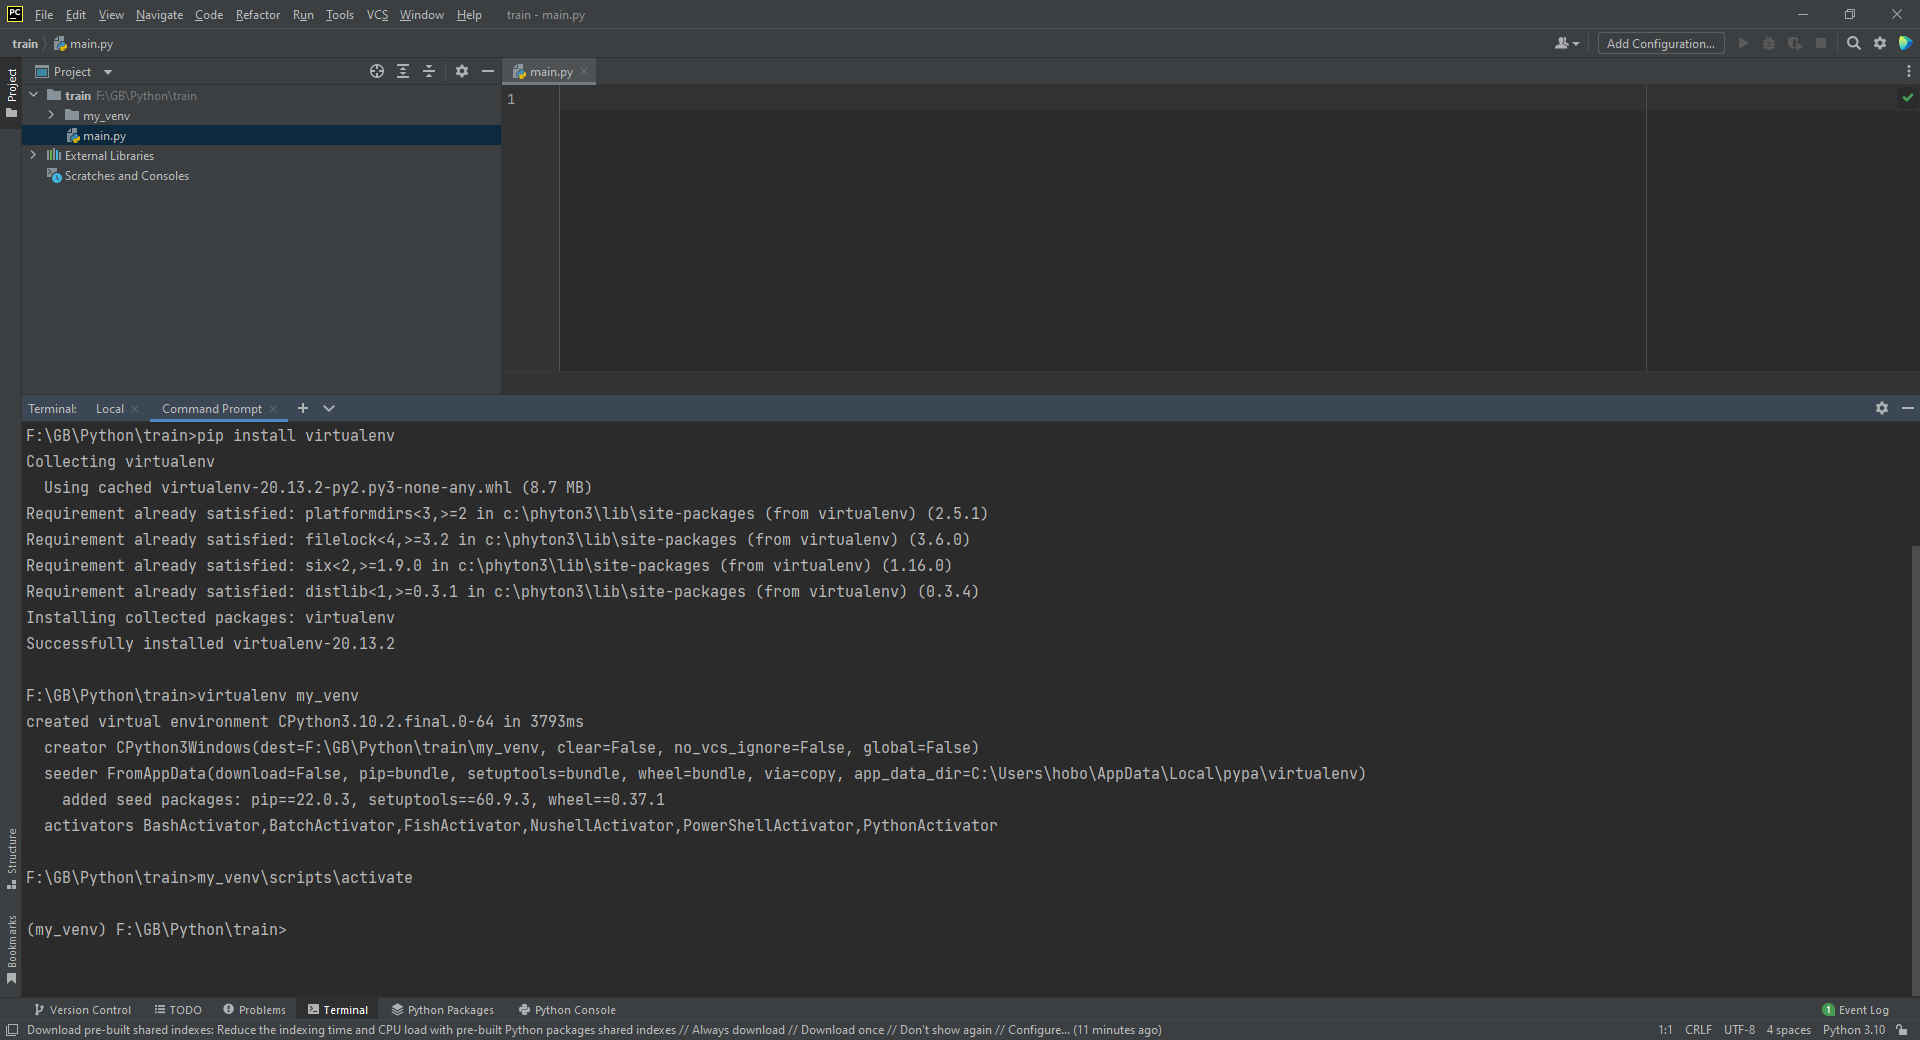 PC File Edit View Navigate Code Refactor Run Tools VCS Window Help train - main.py
train main.py Add Configuration...
Project
Project
main.py
train F:\GB\Python\train
my_venv
main.py
External Libraries
Scratches and Consoles
1
Terminal: Local Command Prompt
F:\GB\Python\train>pip install virtualenv
Collecting virtualenv
Using cached virtualenv-20.13.2-py2.py3-none-any.whl (8.7 MB)
Requirement already satisfied: platformdirs<3,>=2 in c:\phyton3\lib\site-packages (from virtualenv) (2.5.1)
Requirement already satisfied: filelock<4,>=3.2 in c:\phyton3\lib\site-packages (from virtualenv) (3.6.0)
Requirement already satisfied: six<2,>=1.9.0 in c:\phyton3\lib\site-packages (from virtualenv) (1.16.0)
Requirement already satisfied: distlib<1,>=0.3.1 in c:\phyton3\lib\site-packages (from virtualenv) (0.3.4)
Installing collected packages: virtualenv
Successfully installed virtualenv-20.13.2
F:\GB\Python\train>virtualenv my_venv
created virtual environment CPython3.10.2.final.0-64 in 3793ms
creator CPython3Windows(dest=F:\GB\Python\train\my_venv, clear=False, no_vcs_ignore=False, global=False)
seeder FromAppData(download=False, pip=bundle, setuptools=bundle, wheel=bundle, via=copy, app_data_dir=C:\Users\hobo\AppData\Local\pypa\virtualenv)
added seed packages: pip==22.0.3, setuptools==60.9.3, wheel==0.37.1
activators BashActivator,BatchActivator,FishActivator,NushellActivator,PowerShellActivator,PythonActivator
F:\GB\Python\train>my_venv\scripts\activate
(my_venv) F:\GB\Python\train>
Structure
Bookmarks
Version Control TODO Problems Terminal Python Packages Python Console 1 Event Log
Download pre-built shared indexes: Reduce the indexing time and CPU load with pre-built Python packages shared indexes // Always download // Download once // Don't show again // Configure... (11 minutes ago) 1:1 CRLF UTF-8 4 spaces Python 3.10